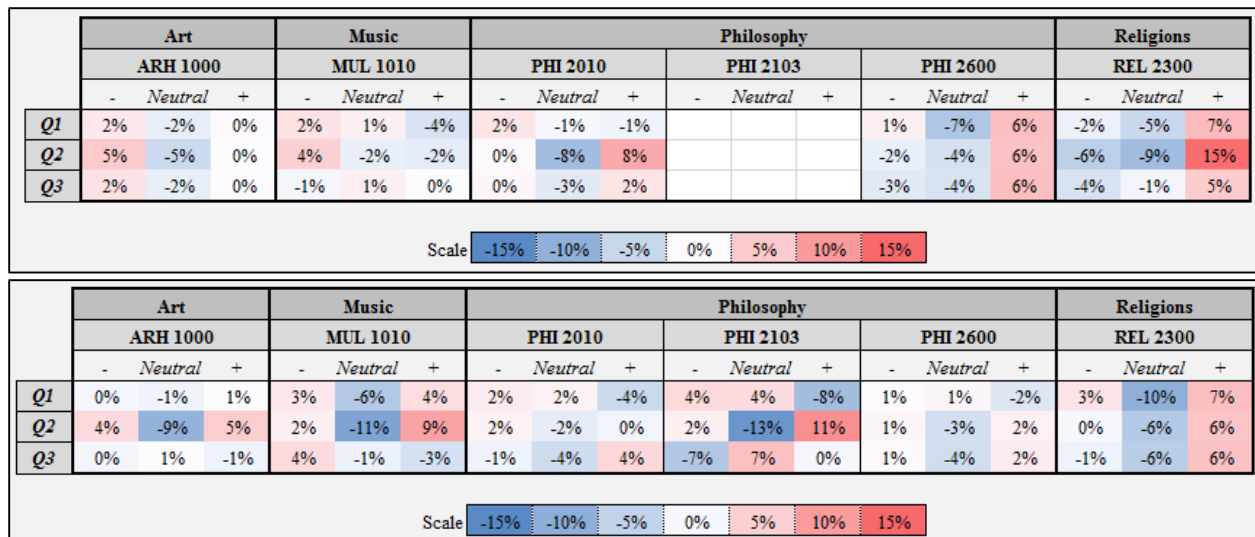 Art Music Philosophy Religions
ARH 1000 MUL 1010 PHI 2010 PHI 2103 PHI 2600 REL 2300
- Neutral + - Neutral + - Neutral + - Neutral + - Neutral + - Neutral +
Q1 2% -2% 0% 2% 1% -4% 2% -1% -1% 1% -7% 6% -2% -5% 7%
Q2 5% -5% 0% 4% -2% -2% 0% -8% 8% -2% -4% 6% -6% -9% 15%
Q3 2% -2% 0% -1% 1% 0% 0% -3% 2% -3% -4% 6% -4% -1% 5%
Scale -15% -10% -5% 0% 5% 10% 15%
Art Music Philosophy Religions
ARH 1000 MUL 1010 PHI 2010 PHI 2103 PHI 2600 REL 2300
- Neutral + - Neutral + - Neutral + - Neutral + - Neutral + - Neutral +
Q1 0% -1% 1% 3% -6% 4% 2% 2% -4% 4% 4% -8% 1% 1% -2% 3% -10% 7%
Q2 4% -9% 5% 2% -11% 9% 2% -2% 0% 2% -13% 11% 1% -3% 2% 0% -6% 6%
Q3 0% 1% -1% 4% -1% -3% -1% -4% 4% -7% 7% 0% 1% -4% 2% -1% -6% 6%
Scale -15% -10% -5% 0% 5% 10% 15%